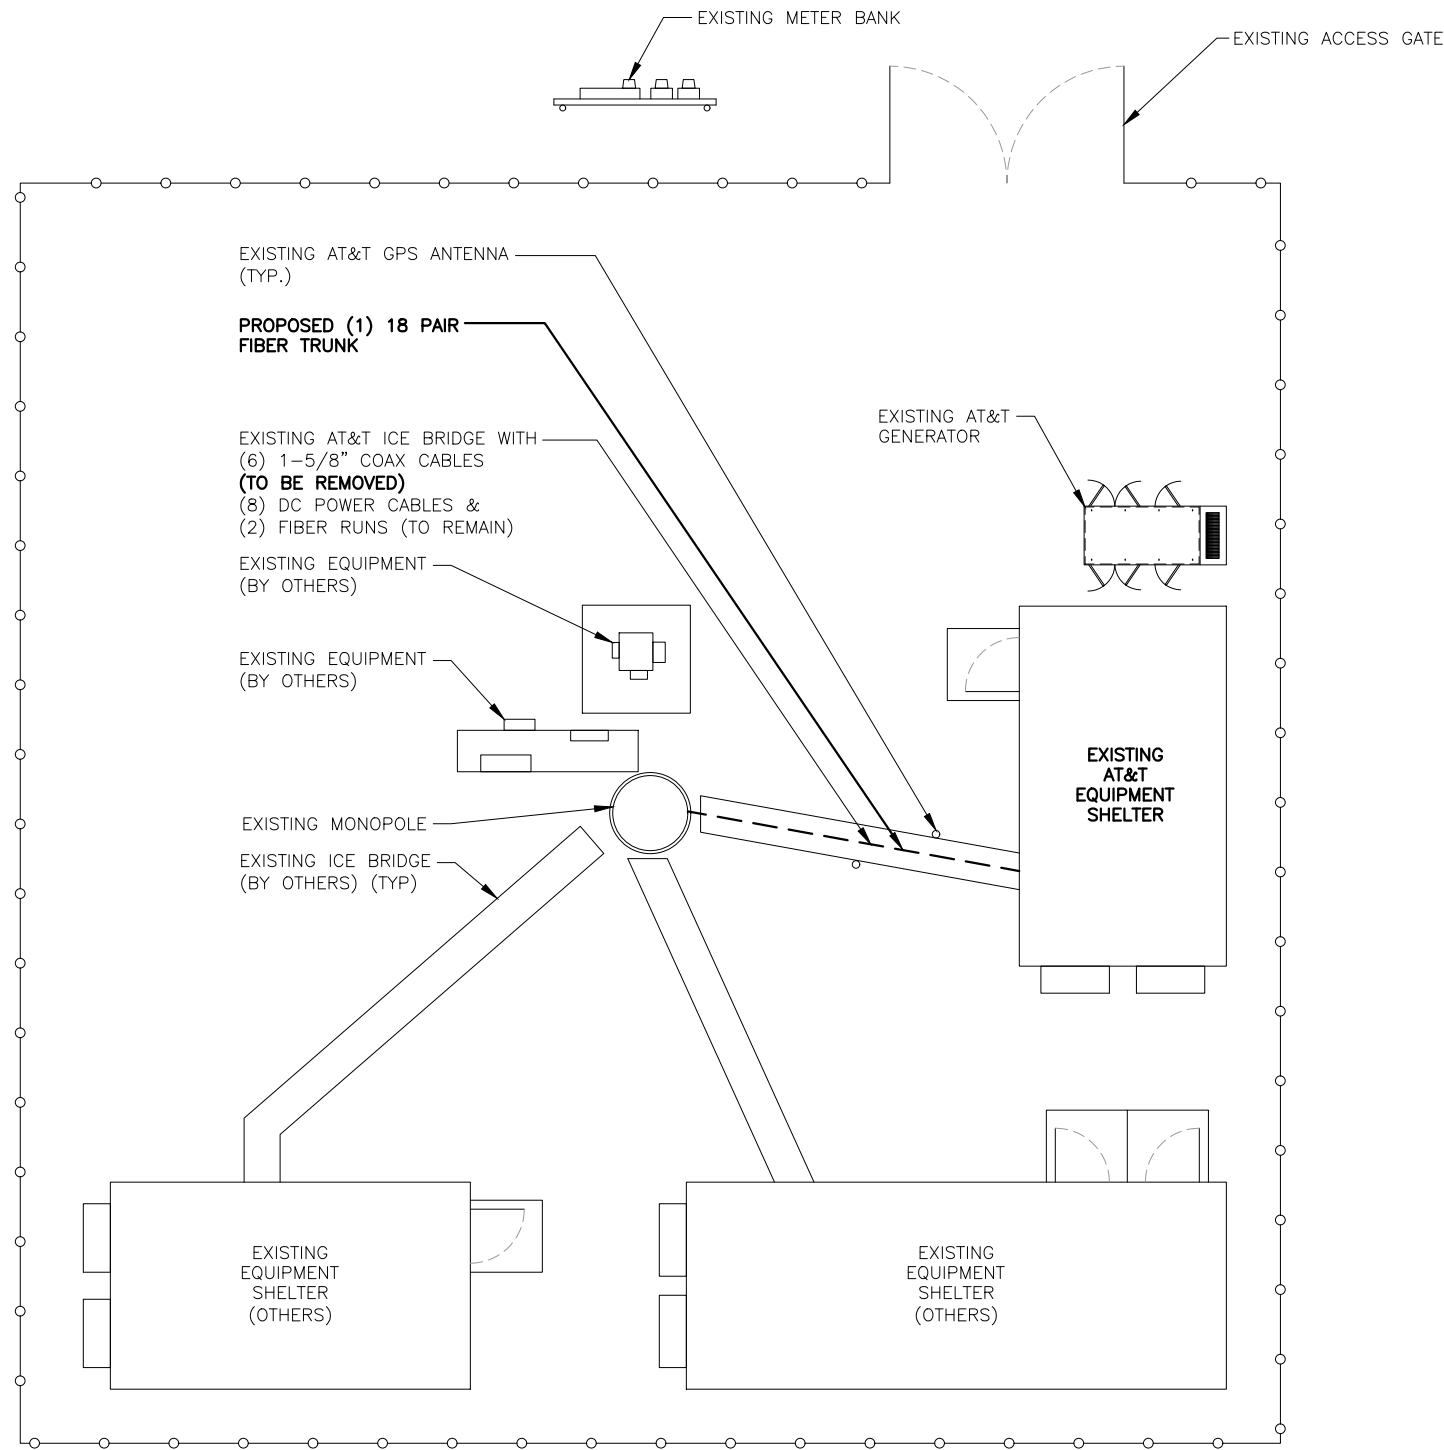 EXISTING METER BANK
EXISTING ACCESS GATE
EXISTING AT&T GPS ANTENNA
(TYP.)
PROPOSED (1) 18 PAIR
FIBER TRUNK
EXISTING AT&T
GENERATOR
EXISTING AT&T ICE BRIDGE WITH
(6) 1-5/8" COAX CABLES
(TO BE REMOVED)
(8) DC POWER CABLES &
(2) FIBER RUNS (TO REMAIN)
EXISTING EQUIPMENT
(BY OTHERS)
EXISTING EQUIPMENT
(BY OTHERS)
EXISTING
AT&T
EQUIPMENT
SHELTER
EXISTING MONOPOLE
EXISTING ICE BRIDGE
(BY OTHERS) (TYP)
EXISTING
EQUIPMENT
SHELTER
(OTHERS)
EXISTING
EQUIPMENT
SHELTER
(OTHERS)